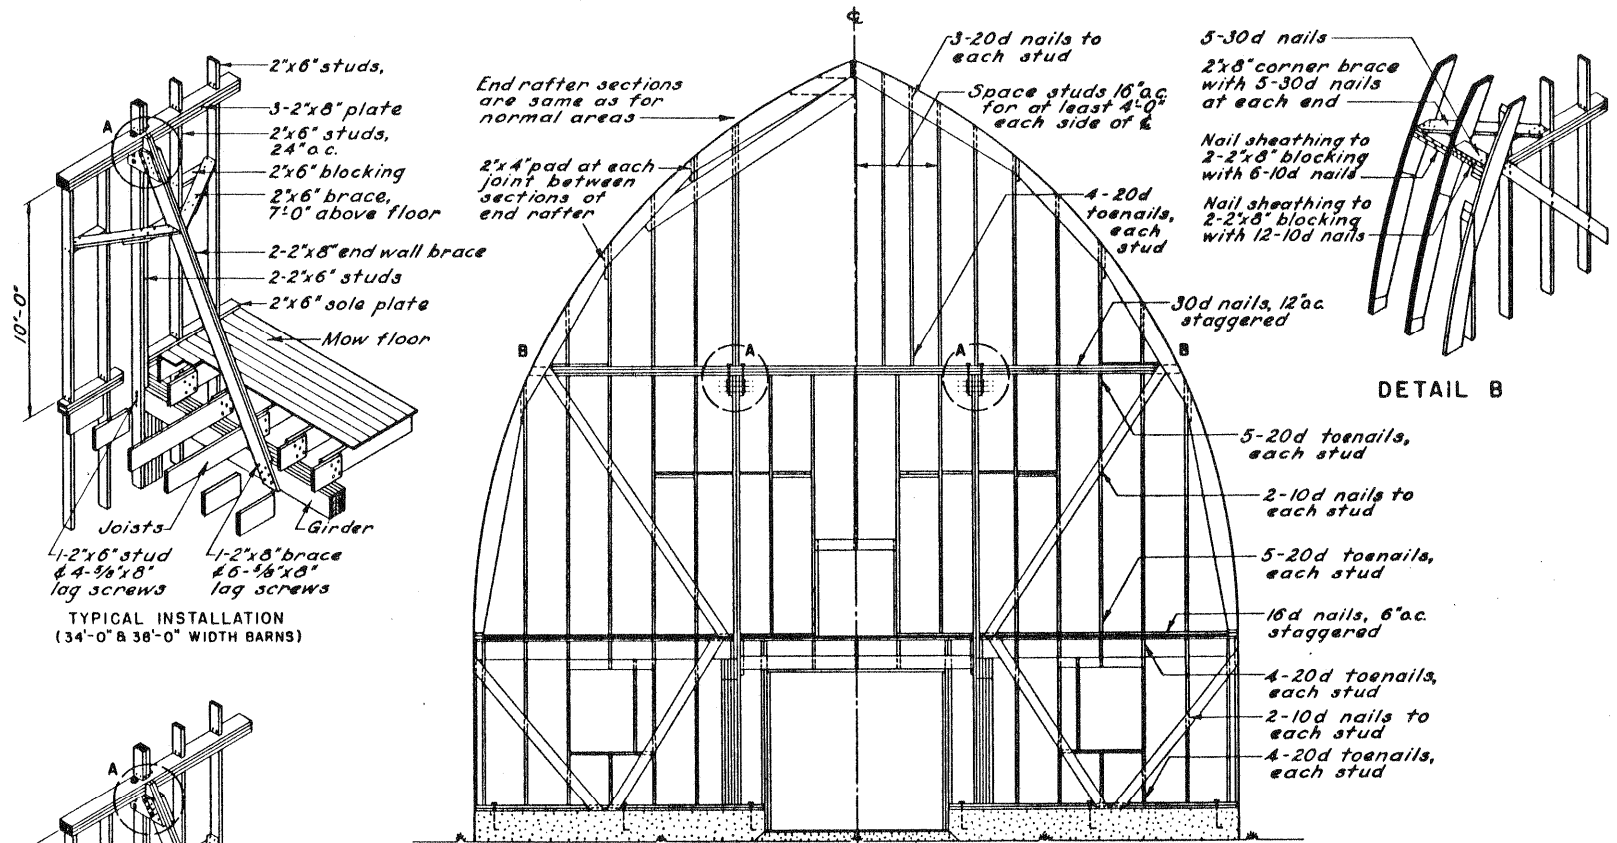 2"x6" studs,
3-2"x8" plate
2"x6" studs,
24" o.c.
2"x6" blocking
2"x6" brace,
7'-0" above floor
2-2"x8" end wall brace
2-2"x6" studs
2"x6" sole plate
Mow floor
A
10'-0"
Joists
Girder
1-2"x6" stud
& 4-5/8"x8"
lag screws
1-2"x8" brace
& 6-5/8"x8"
lag screws
TYPICAL INSTALLATION
(34'-0" & 36'-0" WIDTH BARNS)
A
End rafter sections
are same as for
normal areas
2"x4" pad at each
joint between
sections of
end rafter
℄
3-20d nails to
each stud
Space studs 16" o.c.
for at least 4'-0"
each side of ℄
4-20d
toenails,
each
stud
30d nails, 12" o.c.
staggered
B
A
A
B
5-20d toenails,
each stud
2-10d nails to
each stud
5-20d toenails,
each stud
16d nails, 6" o.c.
staggered
4-20d toenails,
each stud
2-10d nails to
each stud
4-20d toenails,
each stud
5-30d nails
2"x8" corner brace
with 5-30d nails
at each end
Nail sheathing to
2-2"x8" blocking
with 6-10d nails
Nail sheathing to
2-2"x8" blocking
with 12-10d nails
DETAIL B